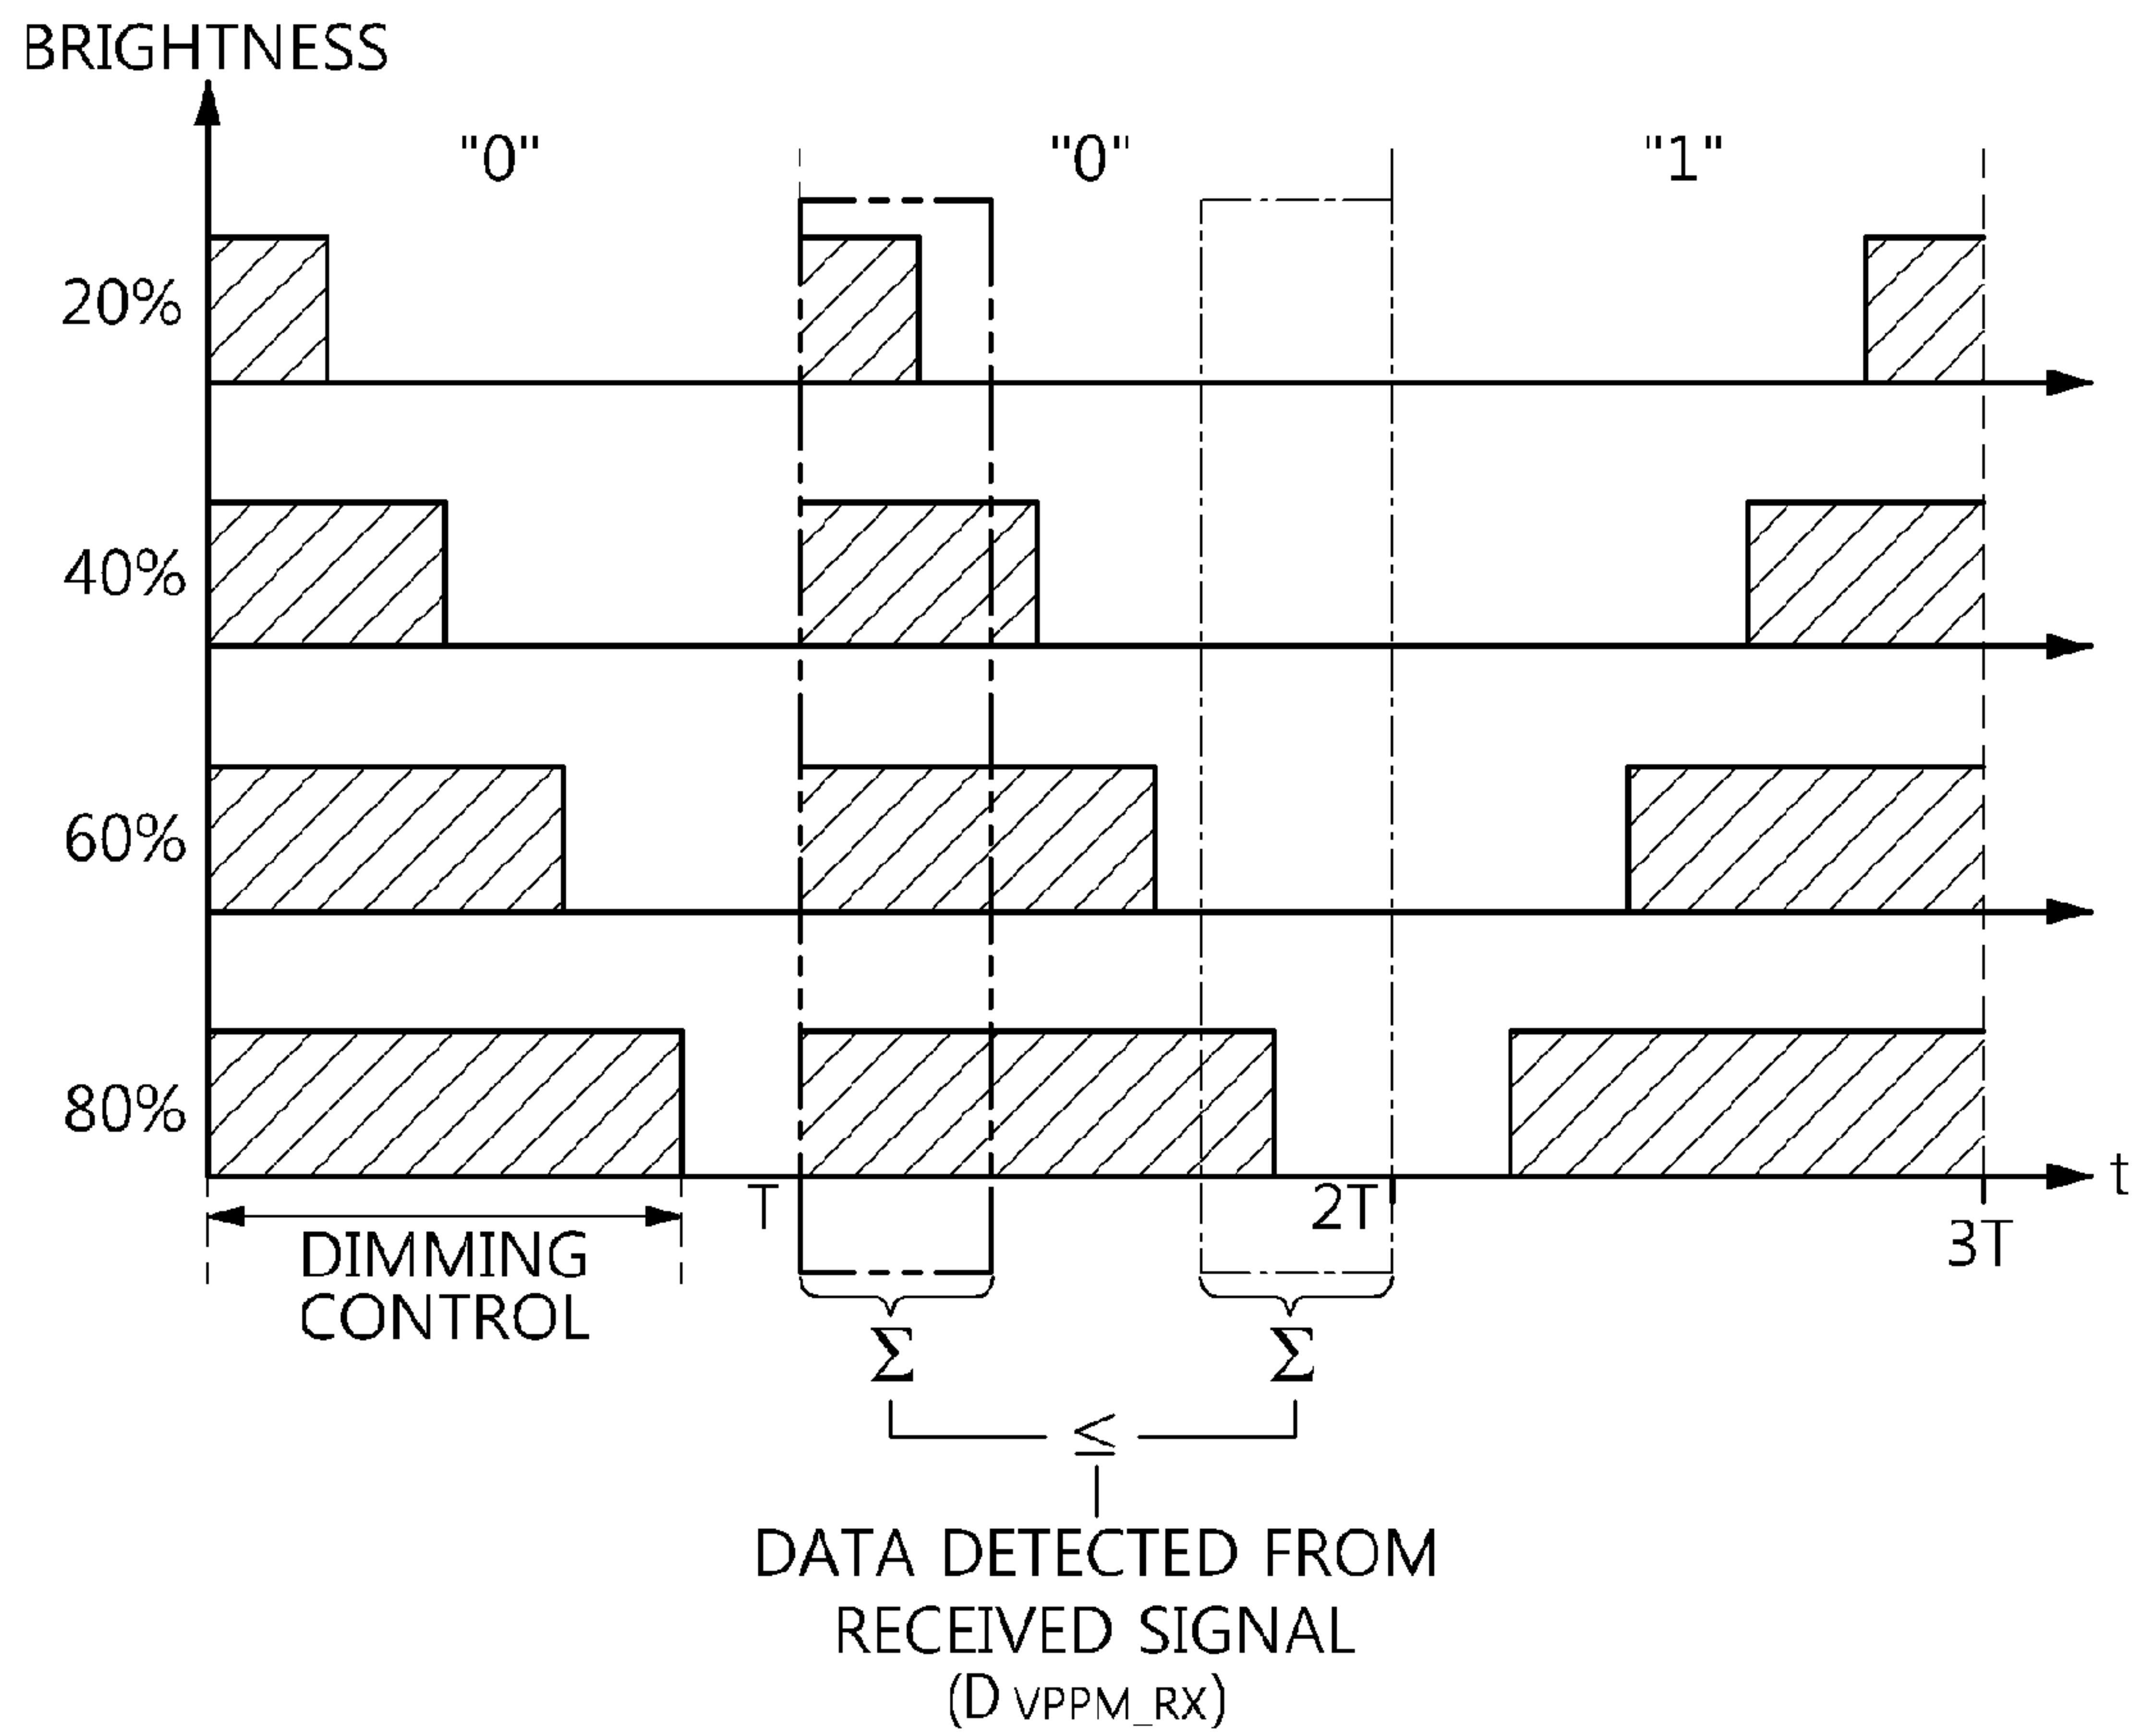 BRIGHTNESS
"0" "0" "1"
20%
40%
60%
80%
T 2T 3T t
DIMMING
CONTROL
Σ Σ
≤
DATA DETECTED FROM
RECEIVED SIGNAL
(D VPPM_RX)